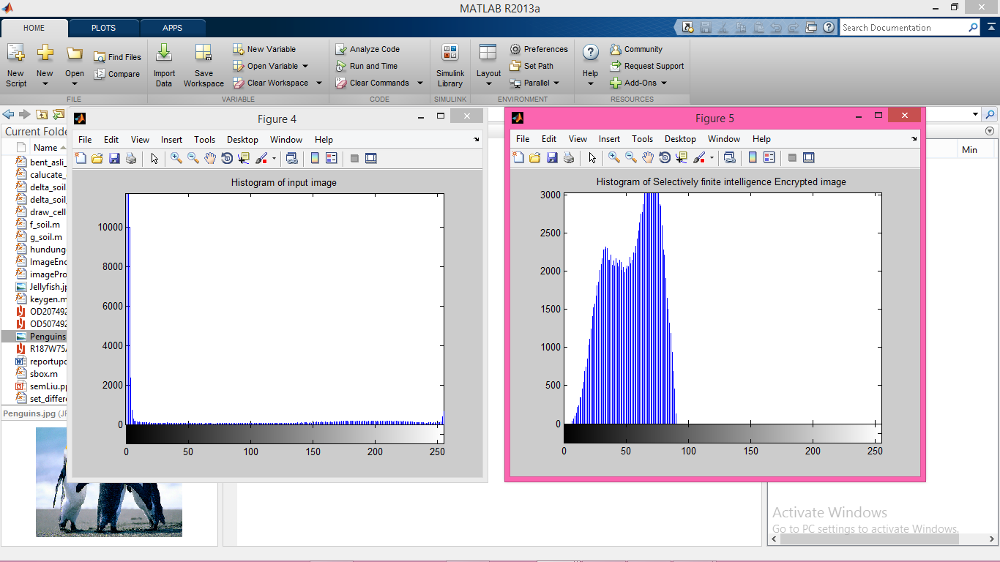 MATLAB R2013a
HOME PLOTS APPS
Search Documentation
New Script
New
Open
Find Files
Compare
Import Data
Save Workspace
New Variable
Open Variable
Clear Workspace
Analyze Code
Run and Time
Clear Commands
Simulink Library
Layout
Preferences
Set Path
Parallel
Help
Community
Request Support
Add-Ons
FILE VARIABLE CODE SIMULINK ENVIRONMENT RESOURCES
Current Folde
Name
bent_asli_
calucate_
delta_soil
delta_soil_
draw_cell
f_soil.m
g_soil.m
hundung
ImageEnc
imagePro
Jellyfish.jp
keygen.m
OD207492
OD507492
Penguins
R187W75
reportupd
sbox.m
semLiu.pp
set_differe
Penguins.jpg (JP
Figure 4
File Edit View Insert Tools Desktop Window Help
Histogram of input image
10000
8000
6000
4000
2000
0
0 50 100 150 200 250
Figure 5
File Edit View Insert Tools Desktop Window Help
Histogram of Selectively finite intelligence Encrypted image
3000
2500
2000
1500
1000
500
0
0 50 100 150 200 250
Min
Activate Windows
Go to PC settings to activate Windows.